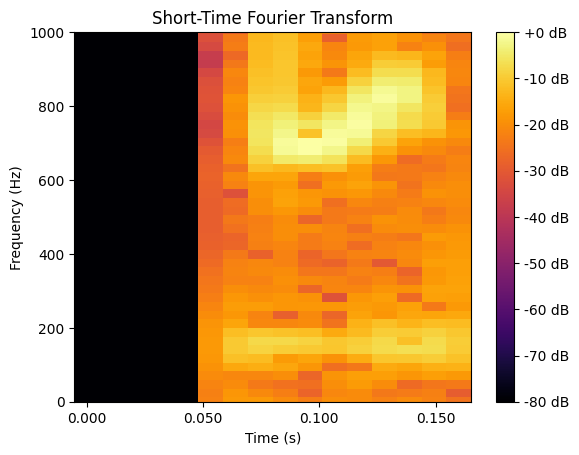 Short-Time Fourier Transform
1000
800
600
400
200
0
Frequency (Hz)
0.000
0.050
0.100
0.150
Time (s)
+0 dB
-10 dB
-20 dB
-30 dB
-40 dB
-50 dB
-60 dB
-70 dB
-80 dB